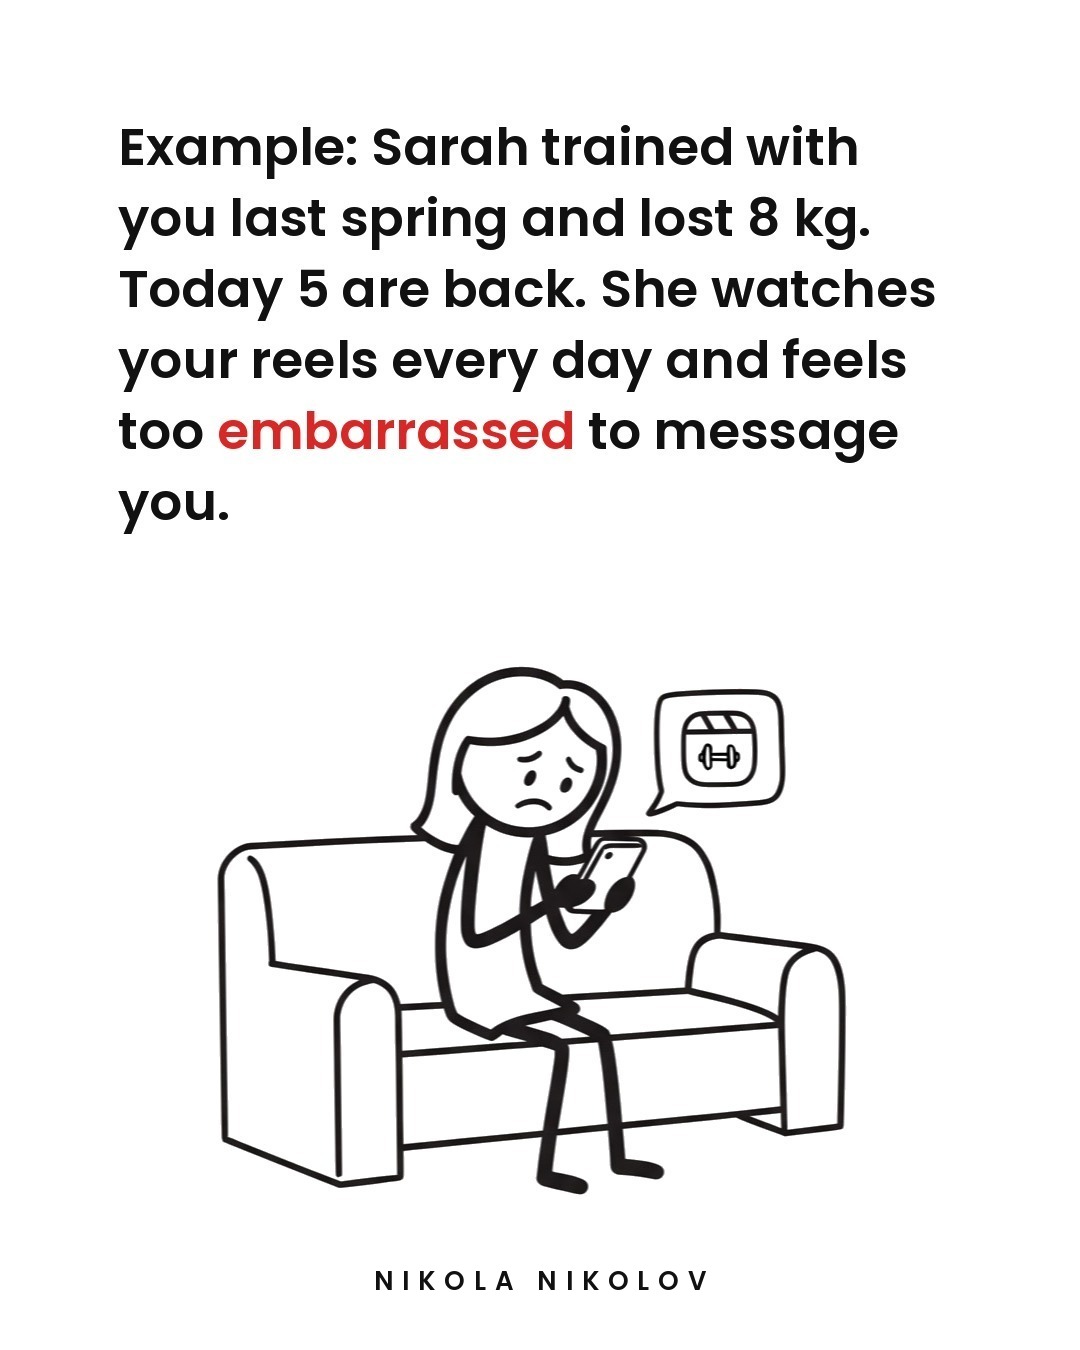 Example: Sarah trained with
you last spring and lost 8 kg.
Today 5 are back. She watches
your reels every day and feels
too embarrassed to message
you.
NIKOLA NIKOLOV